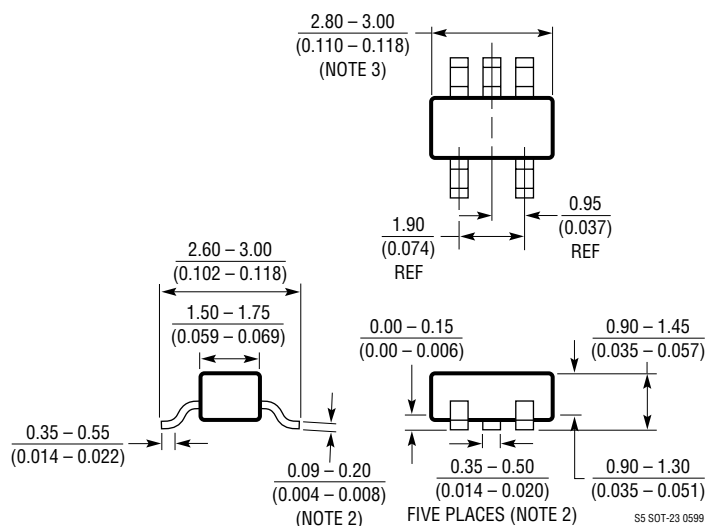 2.80 – 3.00
(0.110 – 0.118)
(NOTE 3)
1.90
(0.074)
REF
0.95
(0.037)
REF
2.60 – 3.00
(0.102 – 0.118)
1.50 – 1.75
(0.059 – 0.069)
0.00 – 0.15
(0.00 – 0.006)
0.90 – 1.45
(0.035 – 0.057)
0.35 – 0.55
(0.014 – 0.022)
0.09 – 0.20
(0.004 – 0.008)
(NOTE 2)
0.35 – 0.50
(0.014 – 0.020)
FIVE PLACES (NOTE 2)
0.90 – 1.30
(0.035 – 0.051)
S5 SOT-23 0599